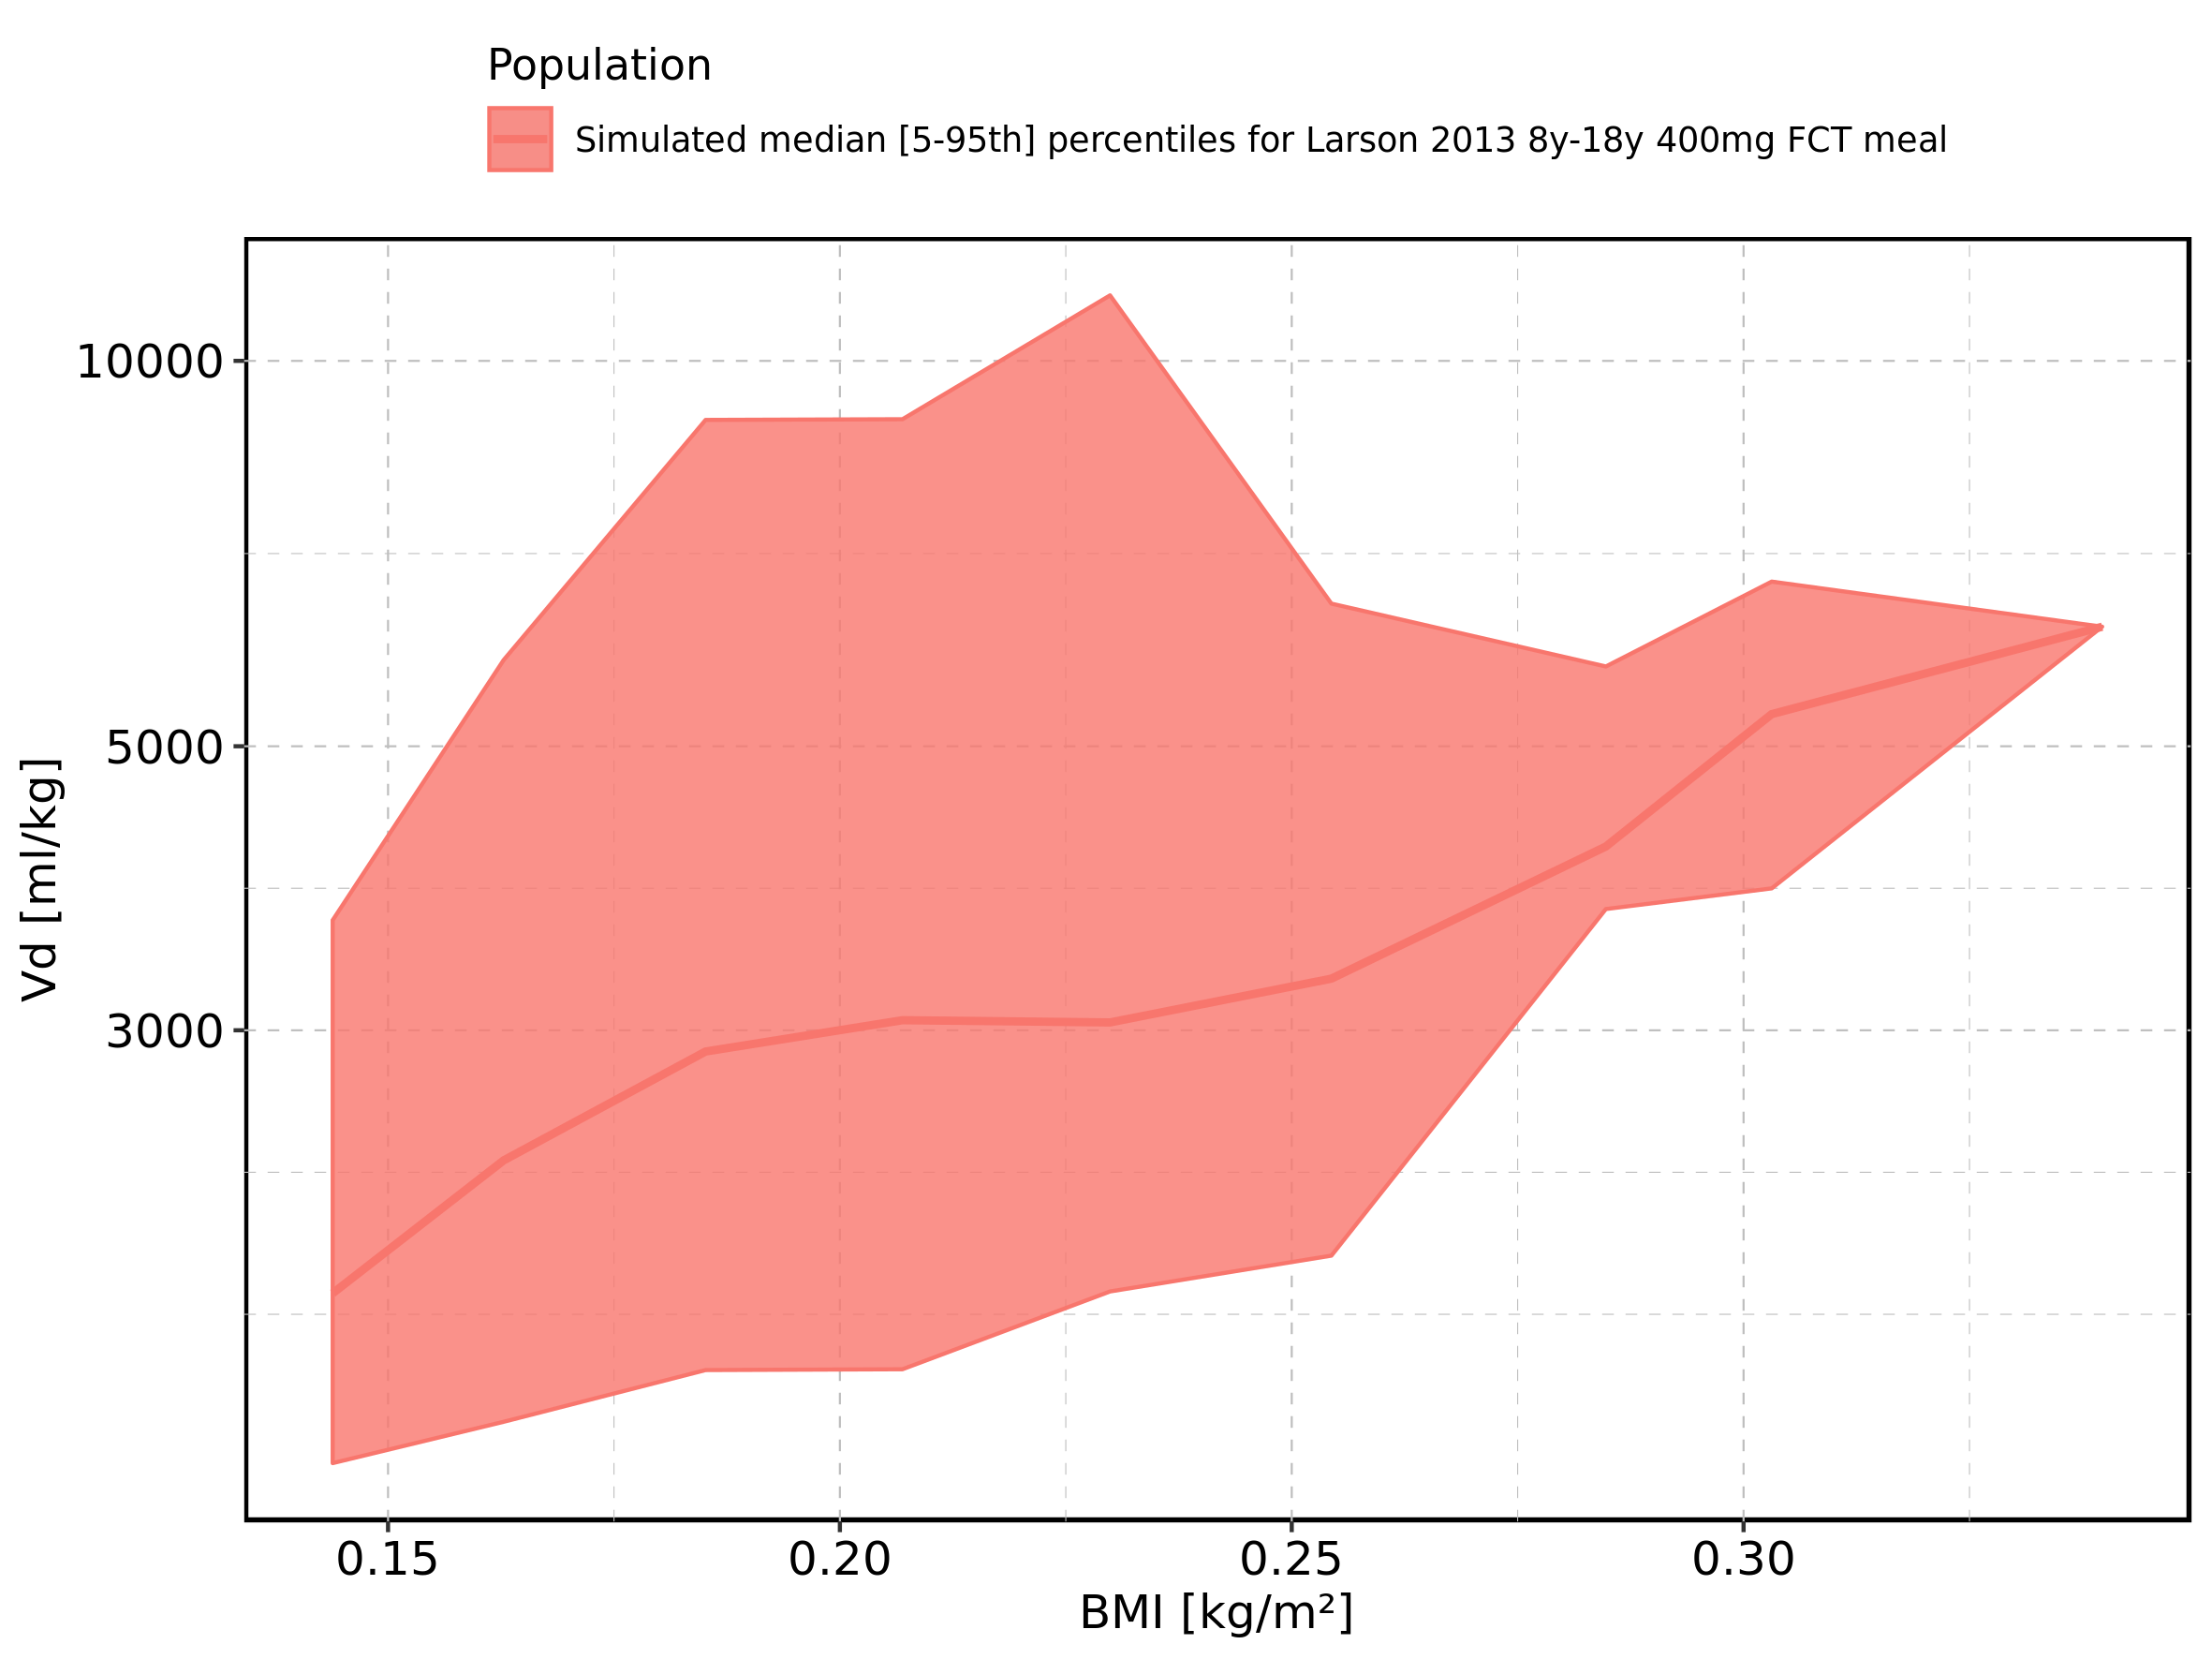 Population
Simulated median [5-95th] percentiles for Larson 2013 8y-18y 400mg FCT meal
10000
5000
3000
Vd [ml/kg]
0.15 0.20 0.25 0.30
BMI [kg/m²]